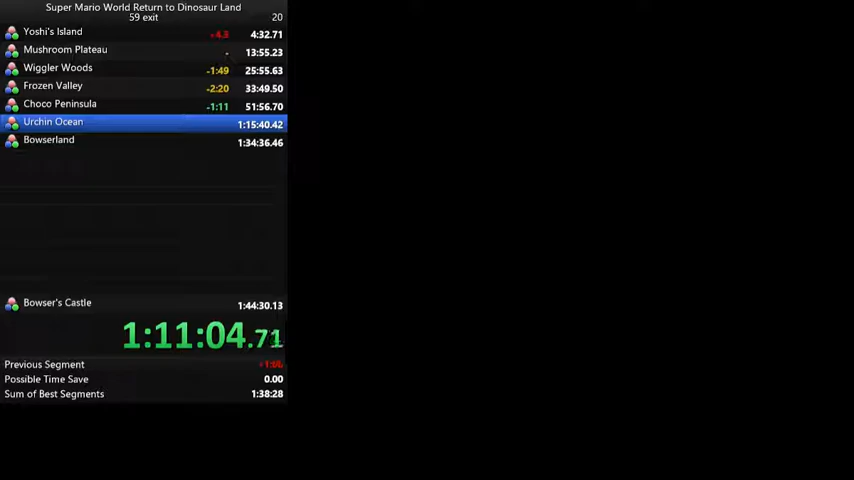 Super Mario World Return to Dinosaur Land
59 exit 20
Yoshi's Island +4.3 4:32.71
Mushroom Plateau - 13:55.23
Wiggler Woods -1:49 25:55.63
Frozen Valley -2:20 33:49.50
Choco Peninsula -1:11 51:56.70
Urchin Ocean 1:15:40.42
Bowserland 1:34:36.46
Bowser's Castle 1:44:30.13
1:11:04.71
Previous Segment
Possible Time Save 0.00
Sum of Best Segments 1:38:28